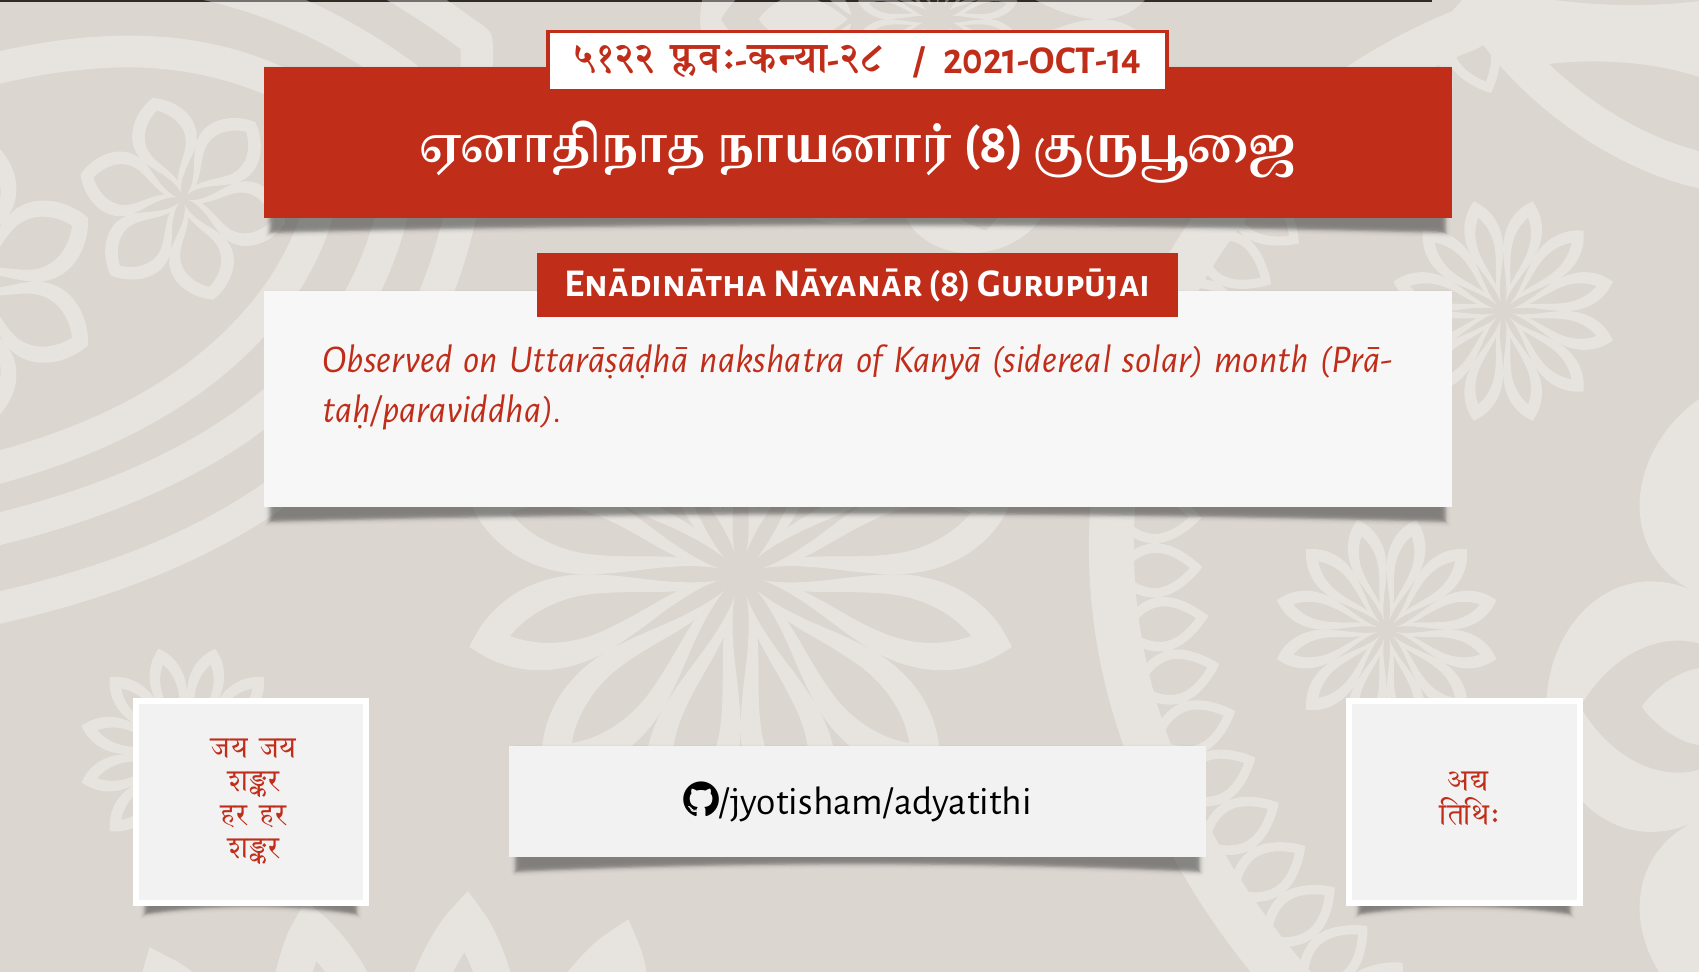 ५१२२ प्लवः-कन्या-२८ / 2021-OCT-14
ஏனாதிநாத நாயனார் (8) குருபூஜை
Enādinātha Nāyanār (8) Gurupūjai
Observed on Uttarāṣāḍhā nakshatra of Kanyā (sidereal solar) month (Prā-
taḥ/paraviddha).
जय जय
शङ्कर
हर हर
शङ्कर
/jyotisham/adyatithi
अद्य
तिथिः